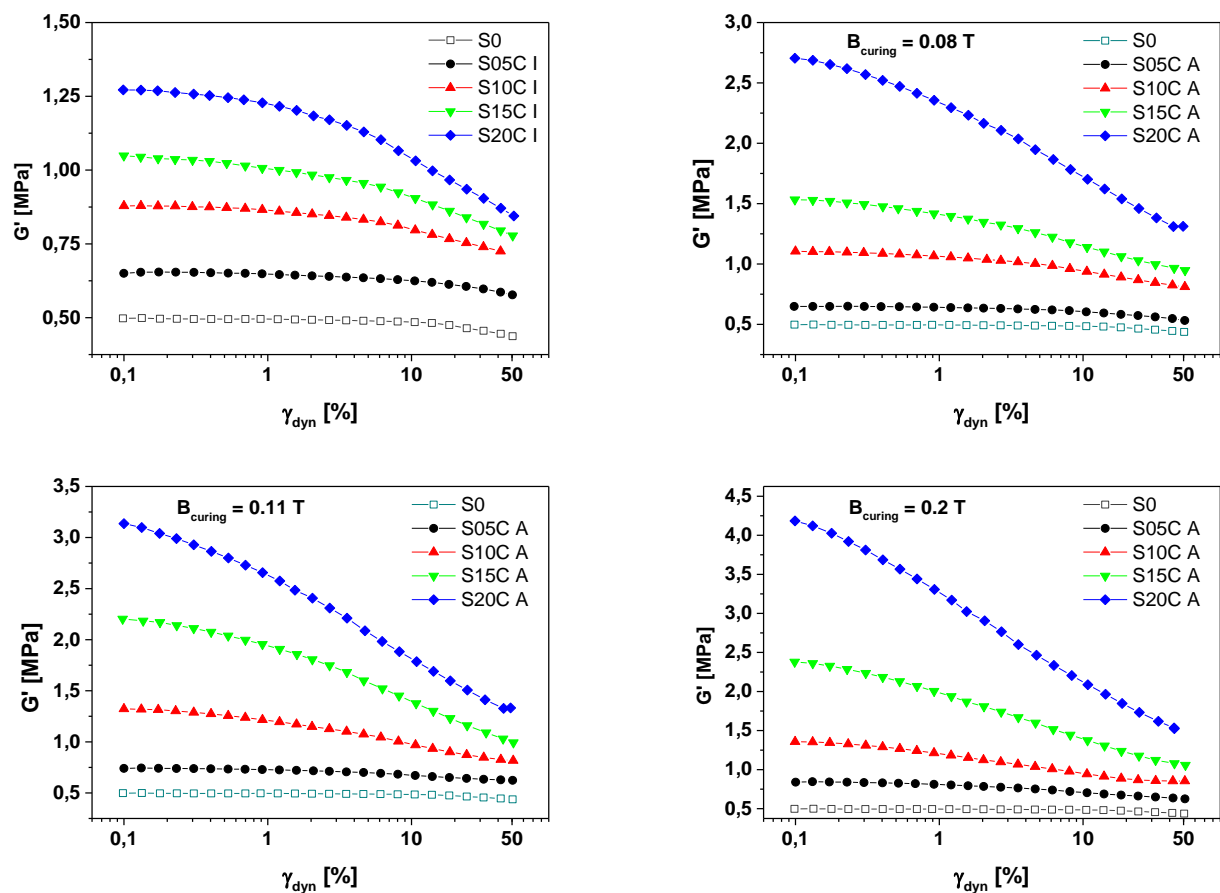 1,50
1,25
1,00
0,75
0,50
G' [MPa]
S0
S05C I
S10C I
S15C I
S20C I
0,1 1 10 50
γdyn [%]
3,0
2,5
2,0
1,5
1,0
0,5
G' [MPa]
Bcuring = 0.08 T
S0
S05C A
S10C A
S15C A
S20C A
0,1 1 10 50
γdyn [%]
3,5
3,0
2,5
2,0
1,5
1,0
0,5
G' [MPa]
Bcuring = 0.11 T
S0
S05C A
S10C A
S15C A
S20C A
0,1 1 10 50
γdyn [%]
4,5
4,0
3,5
3,0
2,5
2,0
1,5
1,0
0,5
G' [MPa]
Bcuring = 0.2 T
S0
S05C A
S10C A
S15C A
S20C A
0,1 1 10 50
γdyn [%]